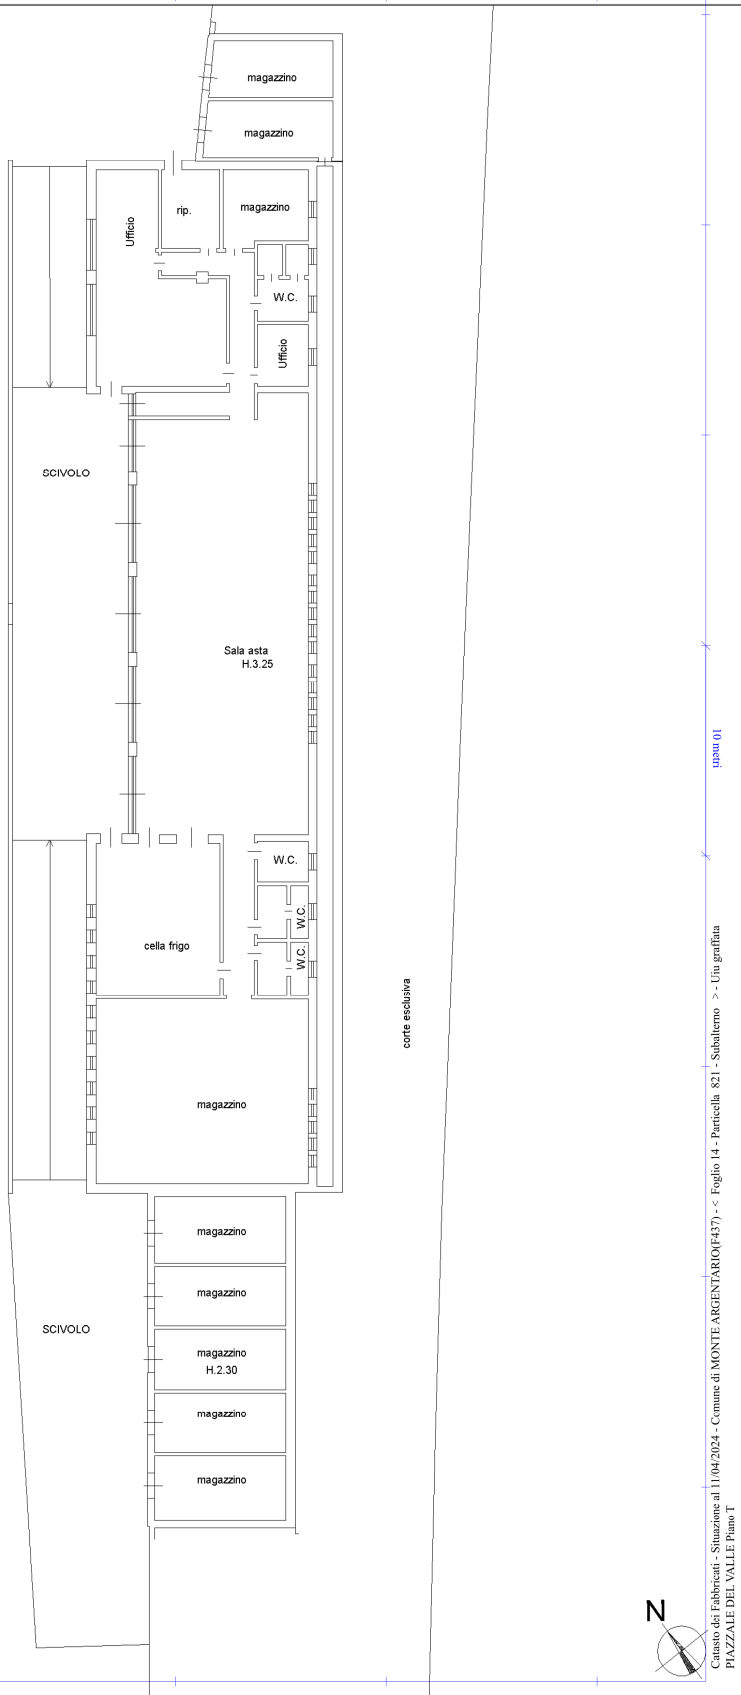 magazzino
magazzino
Ufficio
rip.
magazzino
W.C.
Ufficio
SCIVOLO
Sala asta
H.3.25
W.C.
W.C.
W.C.
cella frigo
corte esclusiva
magazzino
magazzino
magazzino
SCIVOLO
magazzino
H.2.30
magazzino
magazzino
N
10 metri
Catasto dei Fabbricati - Situazione al 11/04/2024 - Comune di MONTE ARGENTARIO(F437) - < Foglio 14 - Particella 821 - Subalterno > - Uiu graffata
PIAZZALE DEL VALLE Piano T